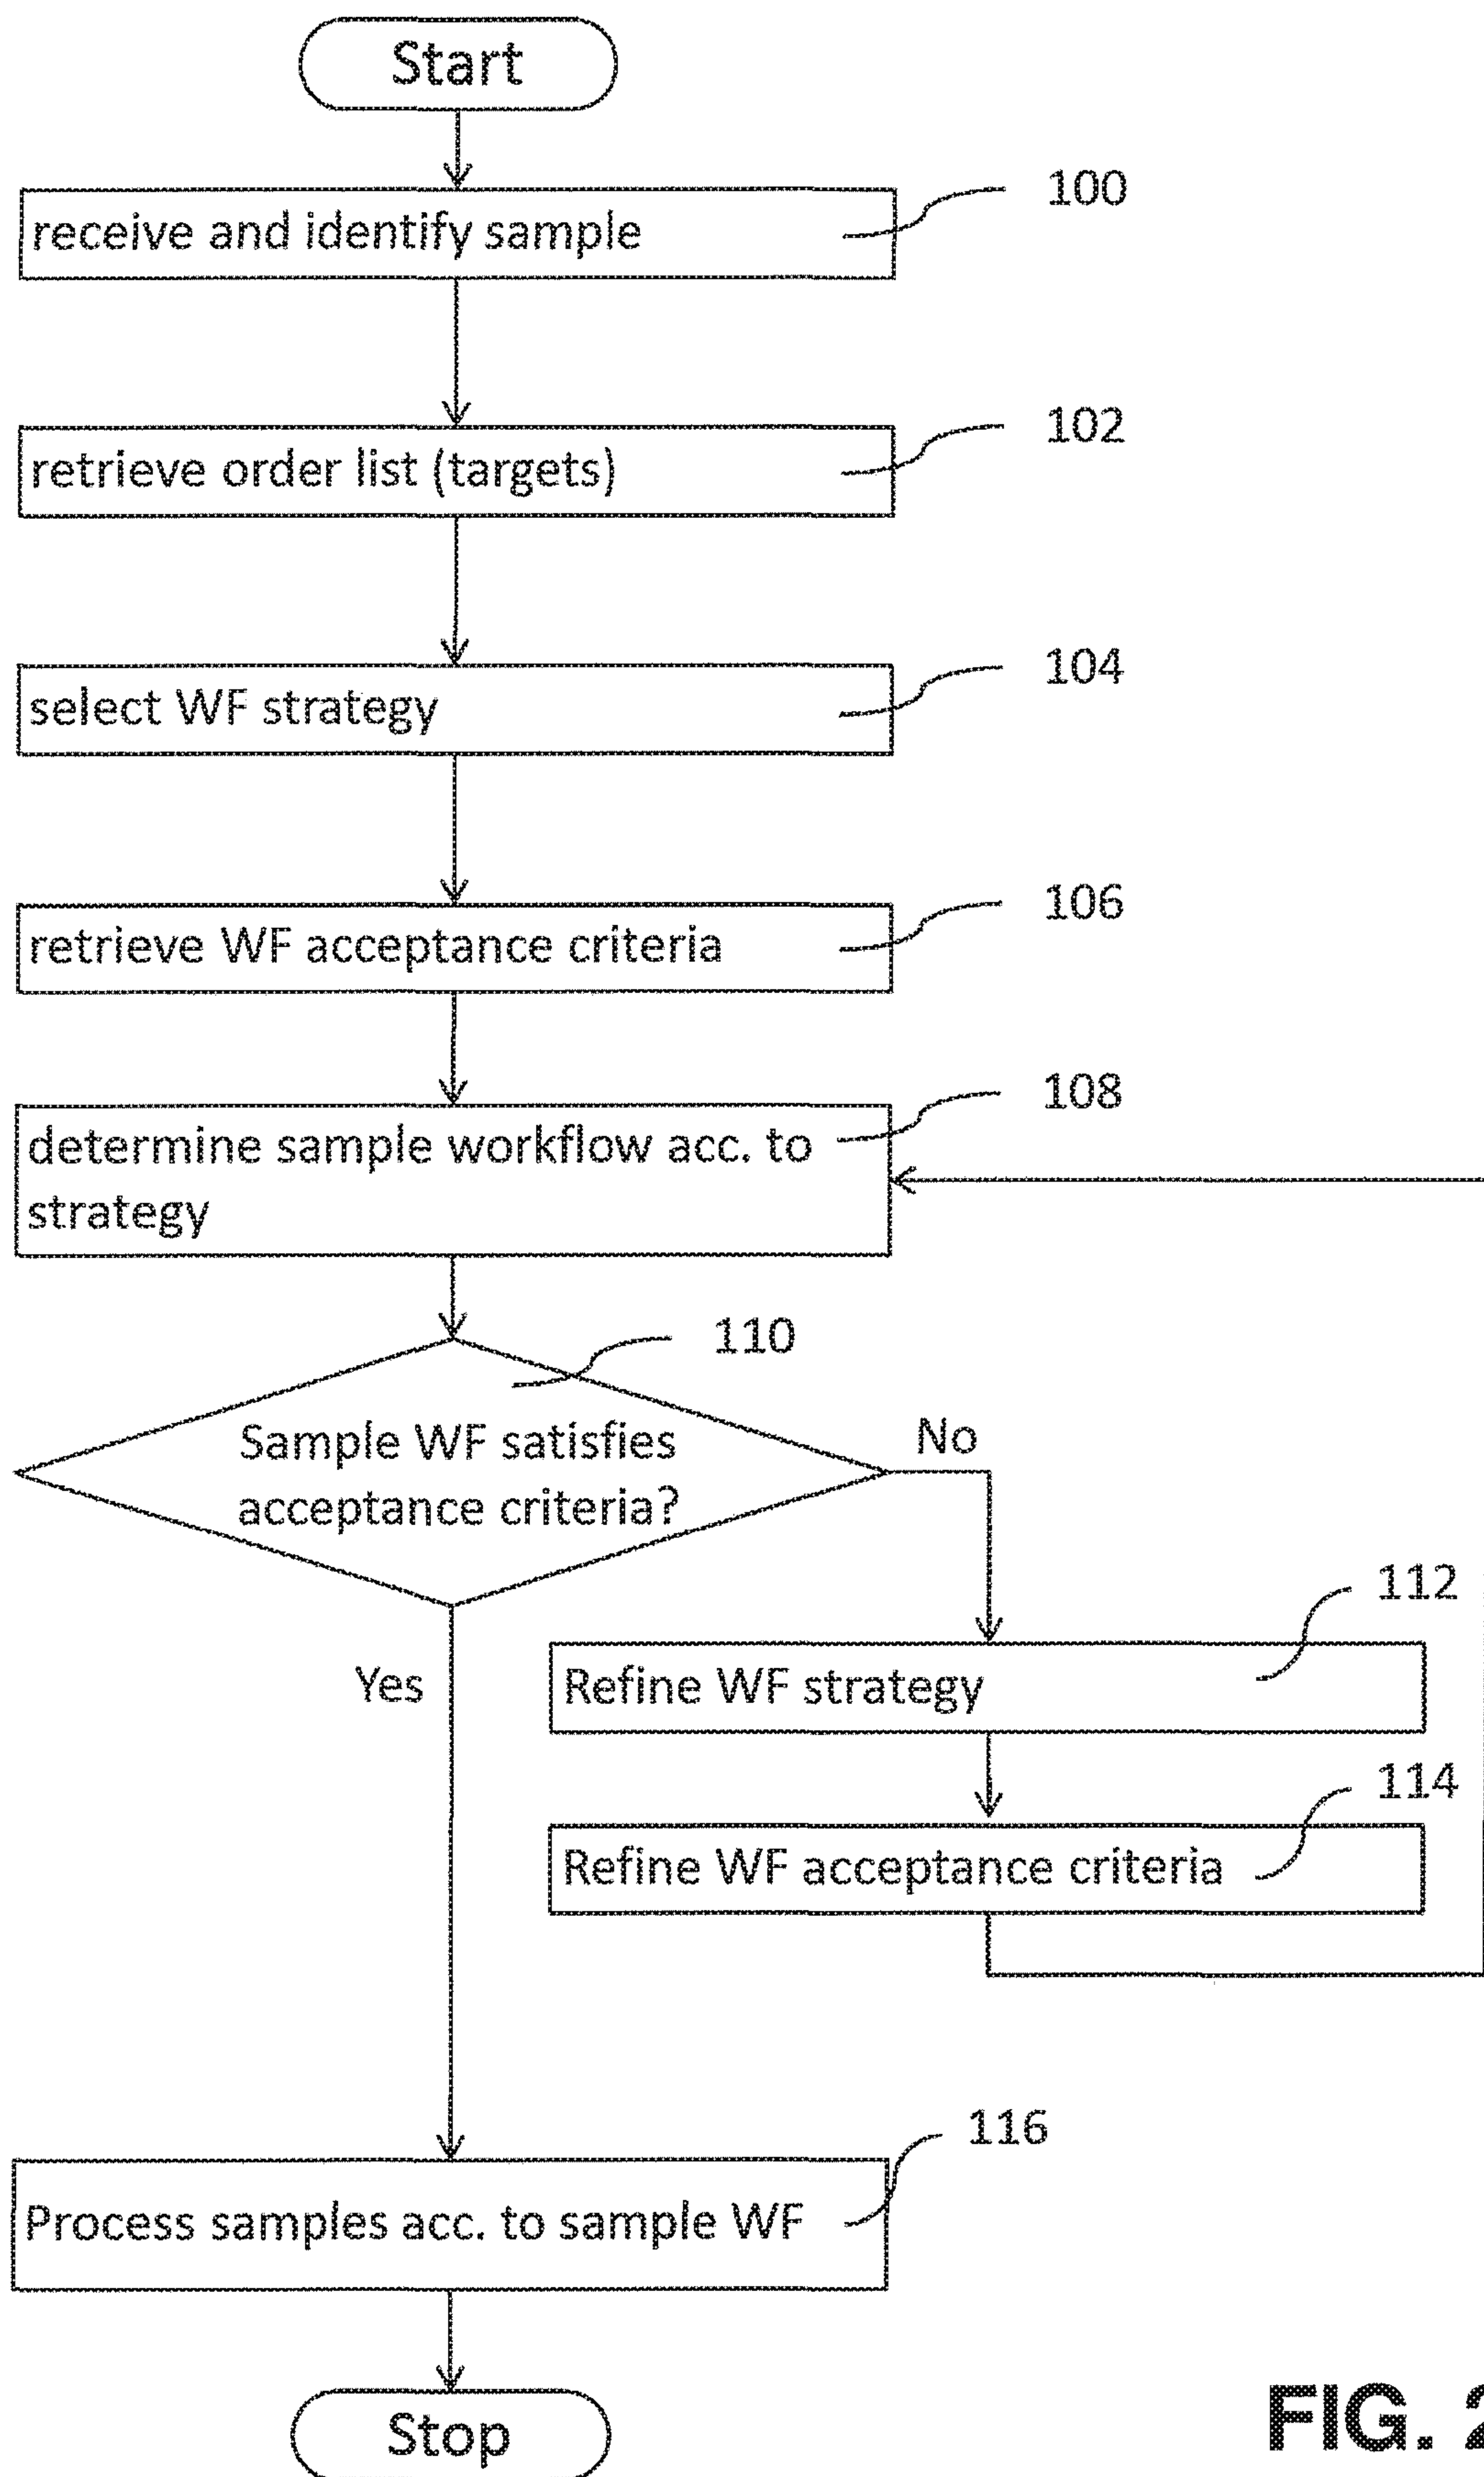 Start
100
receive and identify sample
102
retrieve order list (targets)
104
select WF strategy
106
retrieve WF acceptance criteria
108
determine sample workflow acc. to
strategy
110
Sample WF satisfies
acceptance criteria?
No
112
Yes
Refine WF strategy
114
Refine WF acceptance criteria
116
Process samples acc. to sample WF
Stop
FIG. 2